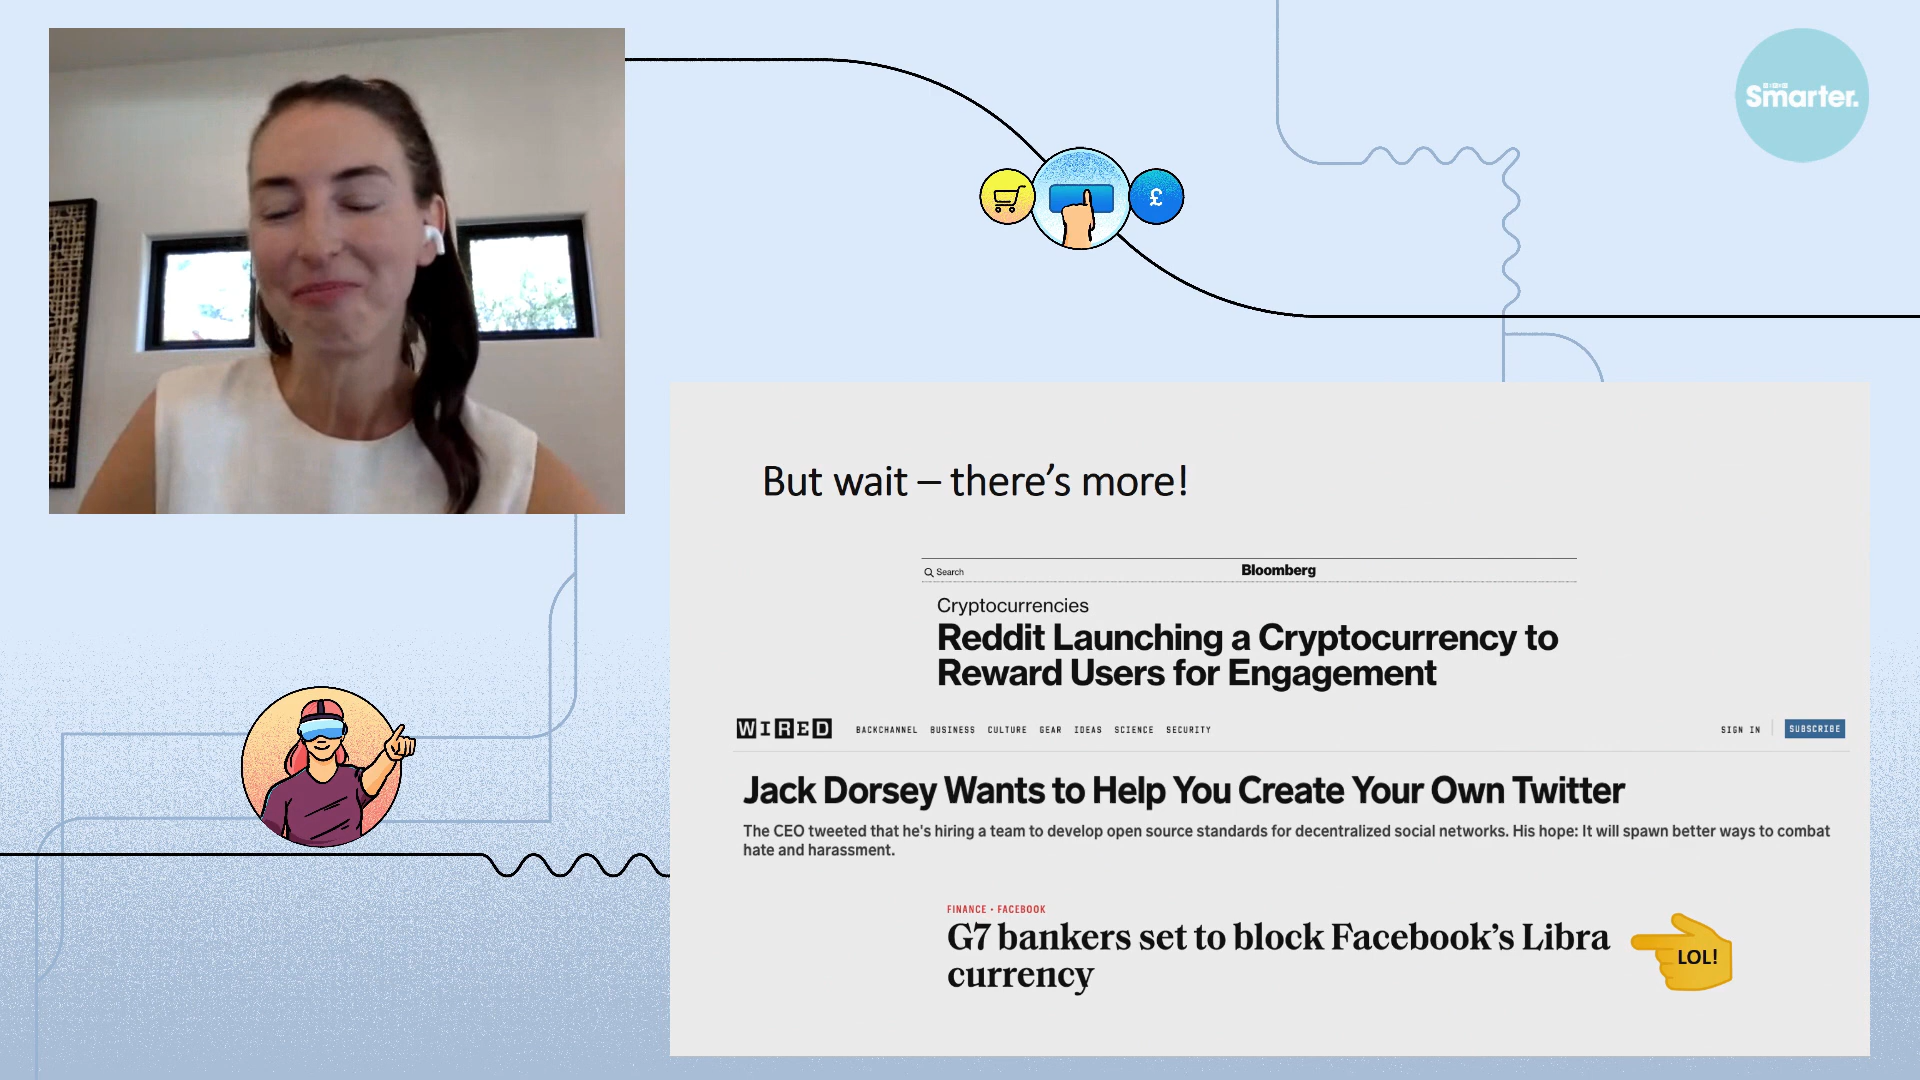 Smarter.
£
But wait – there's more!
Search
Bloomberg
Cryptocurrencies
Reddit Launching a Cryptocurrency to
Reward Users for Engagement
WIRED
BACKCHANNEL BUSINESS CULTURE GEAR IDEAS SCIENCE SECURITY
SIGN IN
SUBSCRIBE
Jack Dorsey Wants to Help You Create Your Own Twitter
The CEO tweeted that he's hiring a team to develop open source standards for decentralized social networks. His hope: It will spawn better ways to combat
hate and harassment.
FINANCE • FACEBOOK
G7 bankers set to block Facebook's Libra
currency
LOL!